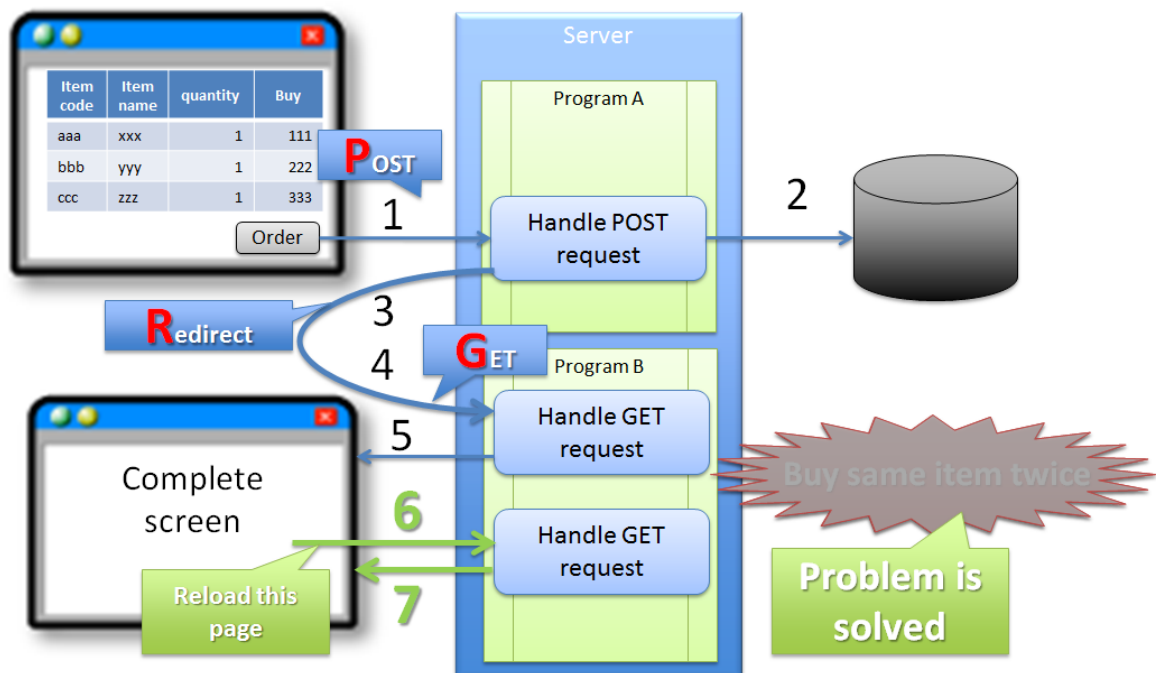 Server
Item code Item name quantity Buy
aaa xxx 1 111
bbb yyy 1 222
ccc zzz 1 333
Order
POST
1
Program A
Handle POST
request
2
Redirect
3
4
GET
Program B
Handle GET
request
5
Complete
screen
6
Handle GET
request
7
Reload this
page
Buy same item twice
Problem is
solved